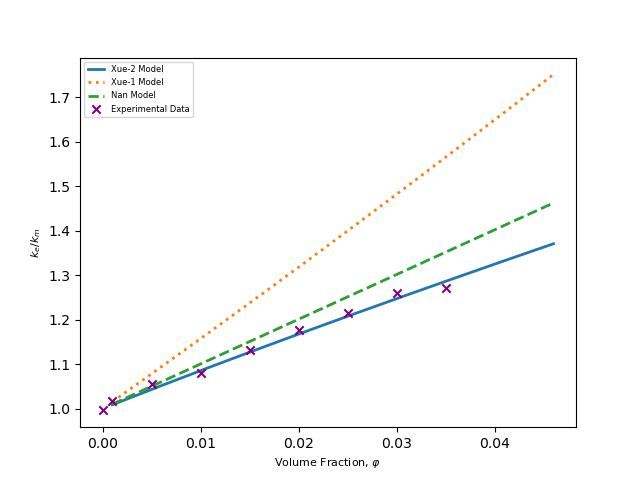 Xue-2 Model
Xue-1 Model
Nan Model
Experimental Data
1.7
1.6
1.5
1.4
1.3
1.2
1.1
1.0
kₑ/kₘ
0.00 0.01 0.02 0.03 0.04
Volume Fraction, φ